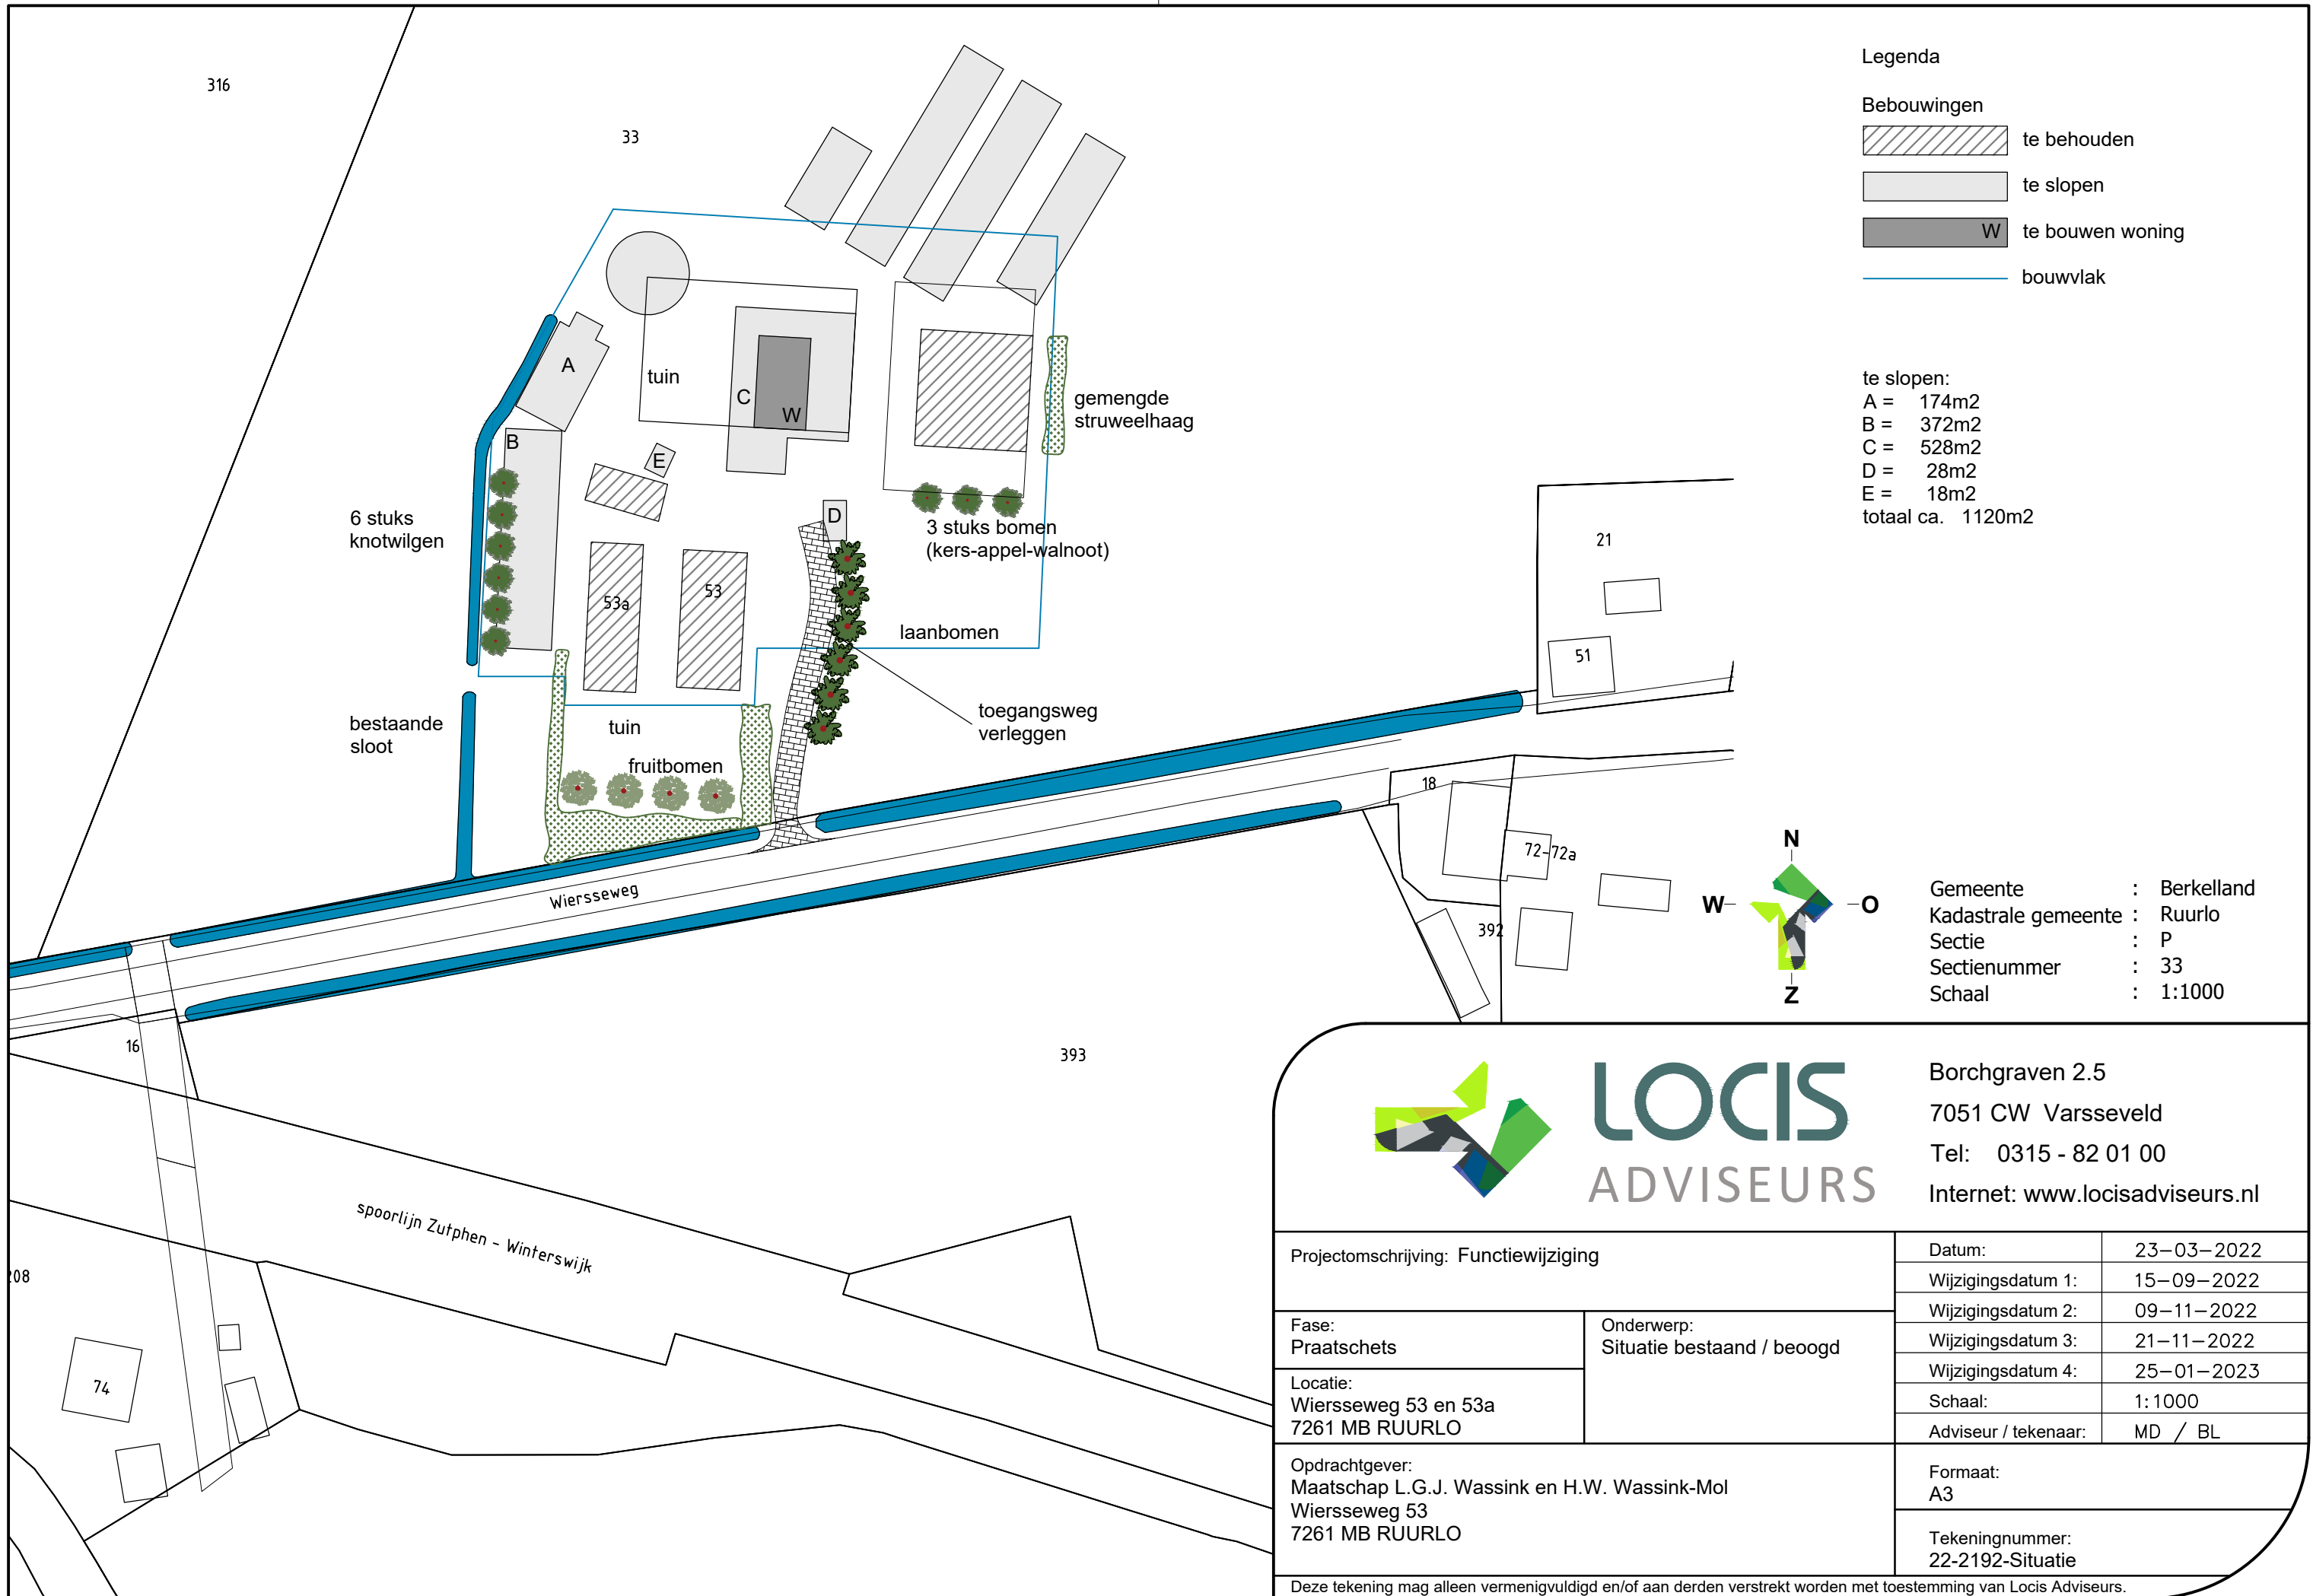 316
33
Legenda
Bebouwingen
te behouden
te slopen
W te bouwen woning
bouwvlak
te slopen:
A = 174m2
B = 372m2
C = 528m2
D = 28m2
E = 18m2
totaal ca. 1120m2
A
tuin
C
W
gemengde
struweelhaag
B
E
6 stuks
knotwilgen
D
3 stuks bomen
(kers-appel-walnoot)
53a
53
laanbomen
bestaande
sloot
tuin
toegangsweg
verleggen
fruitbomen
21
51
18
72-72a
392
Wiersseweg
16
393
spoorlijn Zutphen - Winterswijk
208
74
N
W
O
Z
Gemeente : Berkelland
Kadastrale gemeente : Ruurlo
Sectie : P
Sectienummer : 33
Schaal : 1:1000
LOCIS
ADVISEURS
Borchgraven 2.5
7051 CW Varsseveld
Tel: 0315 - 82 01 00
Internet: www.locisadviseurs.nl
Projectomschrijving: Functiewijziging
Fase:
Praatschets
Onderwerp:
Situatie bestaand / beoogd
Locatie:
Wiersseweg 53 en 53a
7261 MB RUURLO
Datum: 23-03-2022
Wijzigingsdatum 1: 15-09-2022
Wijzigingsdatum 2: 09-11-2022
Wijzigingsdatum 3: 21-11-2022
Wijzigingsdatum 4: 25-01-2023
Schaal: 1:1000
Adviseur / tekenaar: MD / BL
Opdrachtgever:
Maatschap L.G.J. Wassink en H.W. Wassink-Mol
Wiersseweg 53
7261 MB RUURLO
Formaat:
A3
Tekeningnummer:
22-2192-Situatie
Deze tekening mag alleen vermenigvuldigd en/of aan derden verstrekt worden met toestemming van Locis Adviseurs.